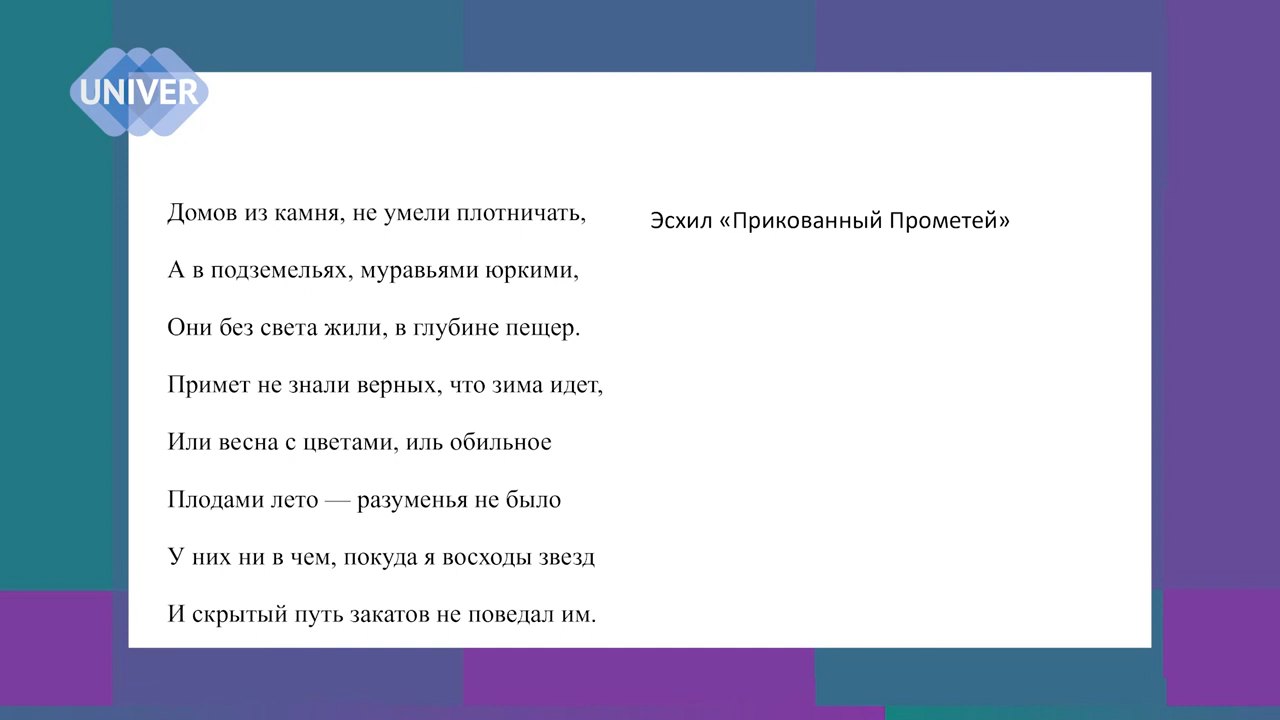 UNIVER
Домов из камня, не умели плотничать,
А в подземельях, муравьями юркими,
Они без света жили, в глубине пещер.
Примет не знали верных, что зима идет,
Или весна с цветами, иль обильное
Плодами лето — разуменья не было
У них ни в чем, покуда я восходы звезд
И скрытый путь закатов не поведал им.
Эсхил «Прикованный Прометей»